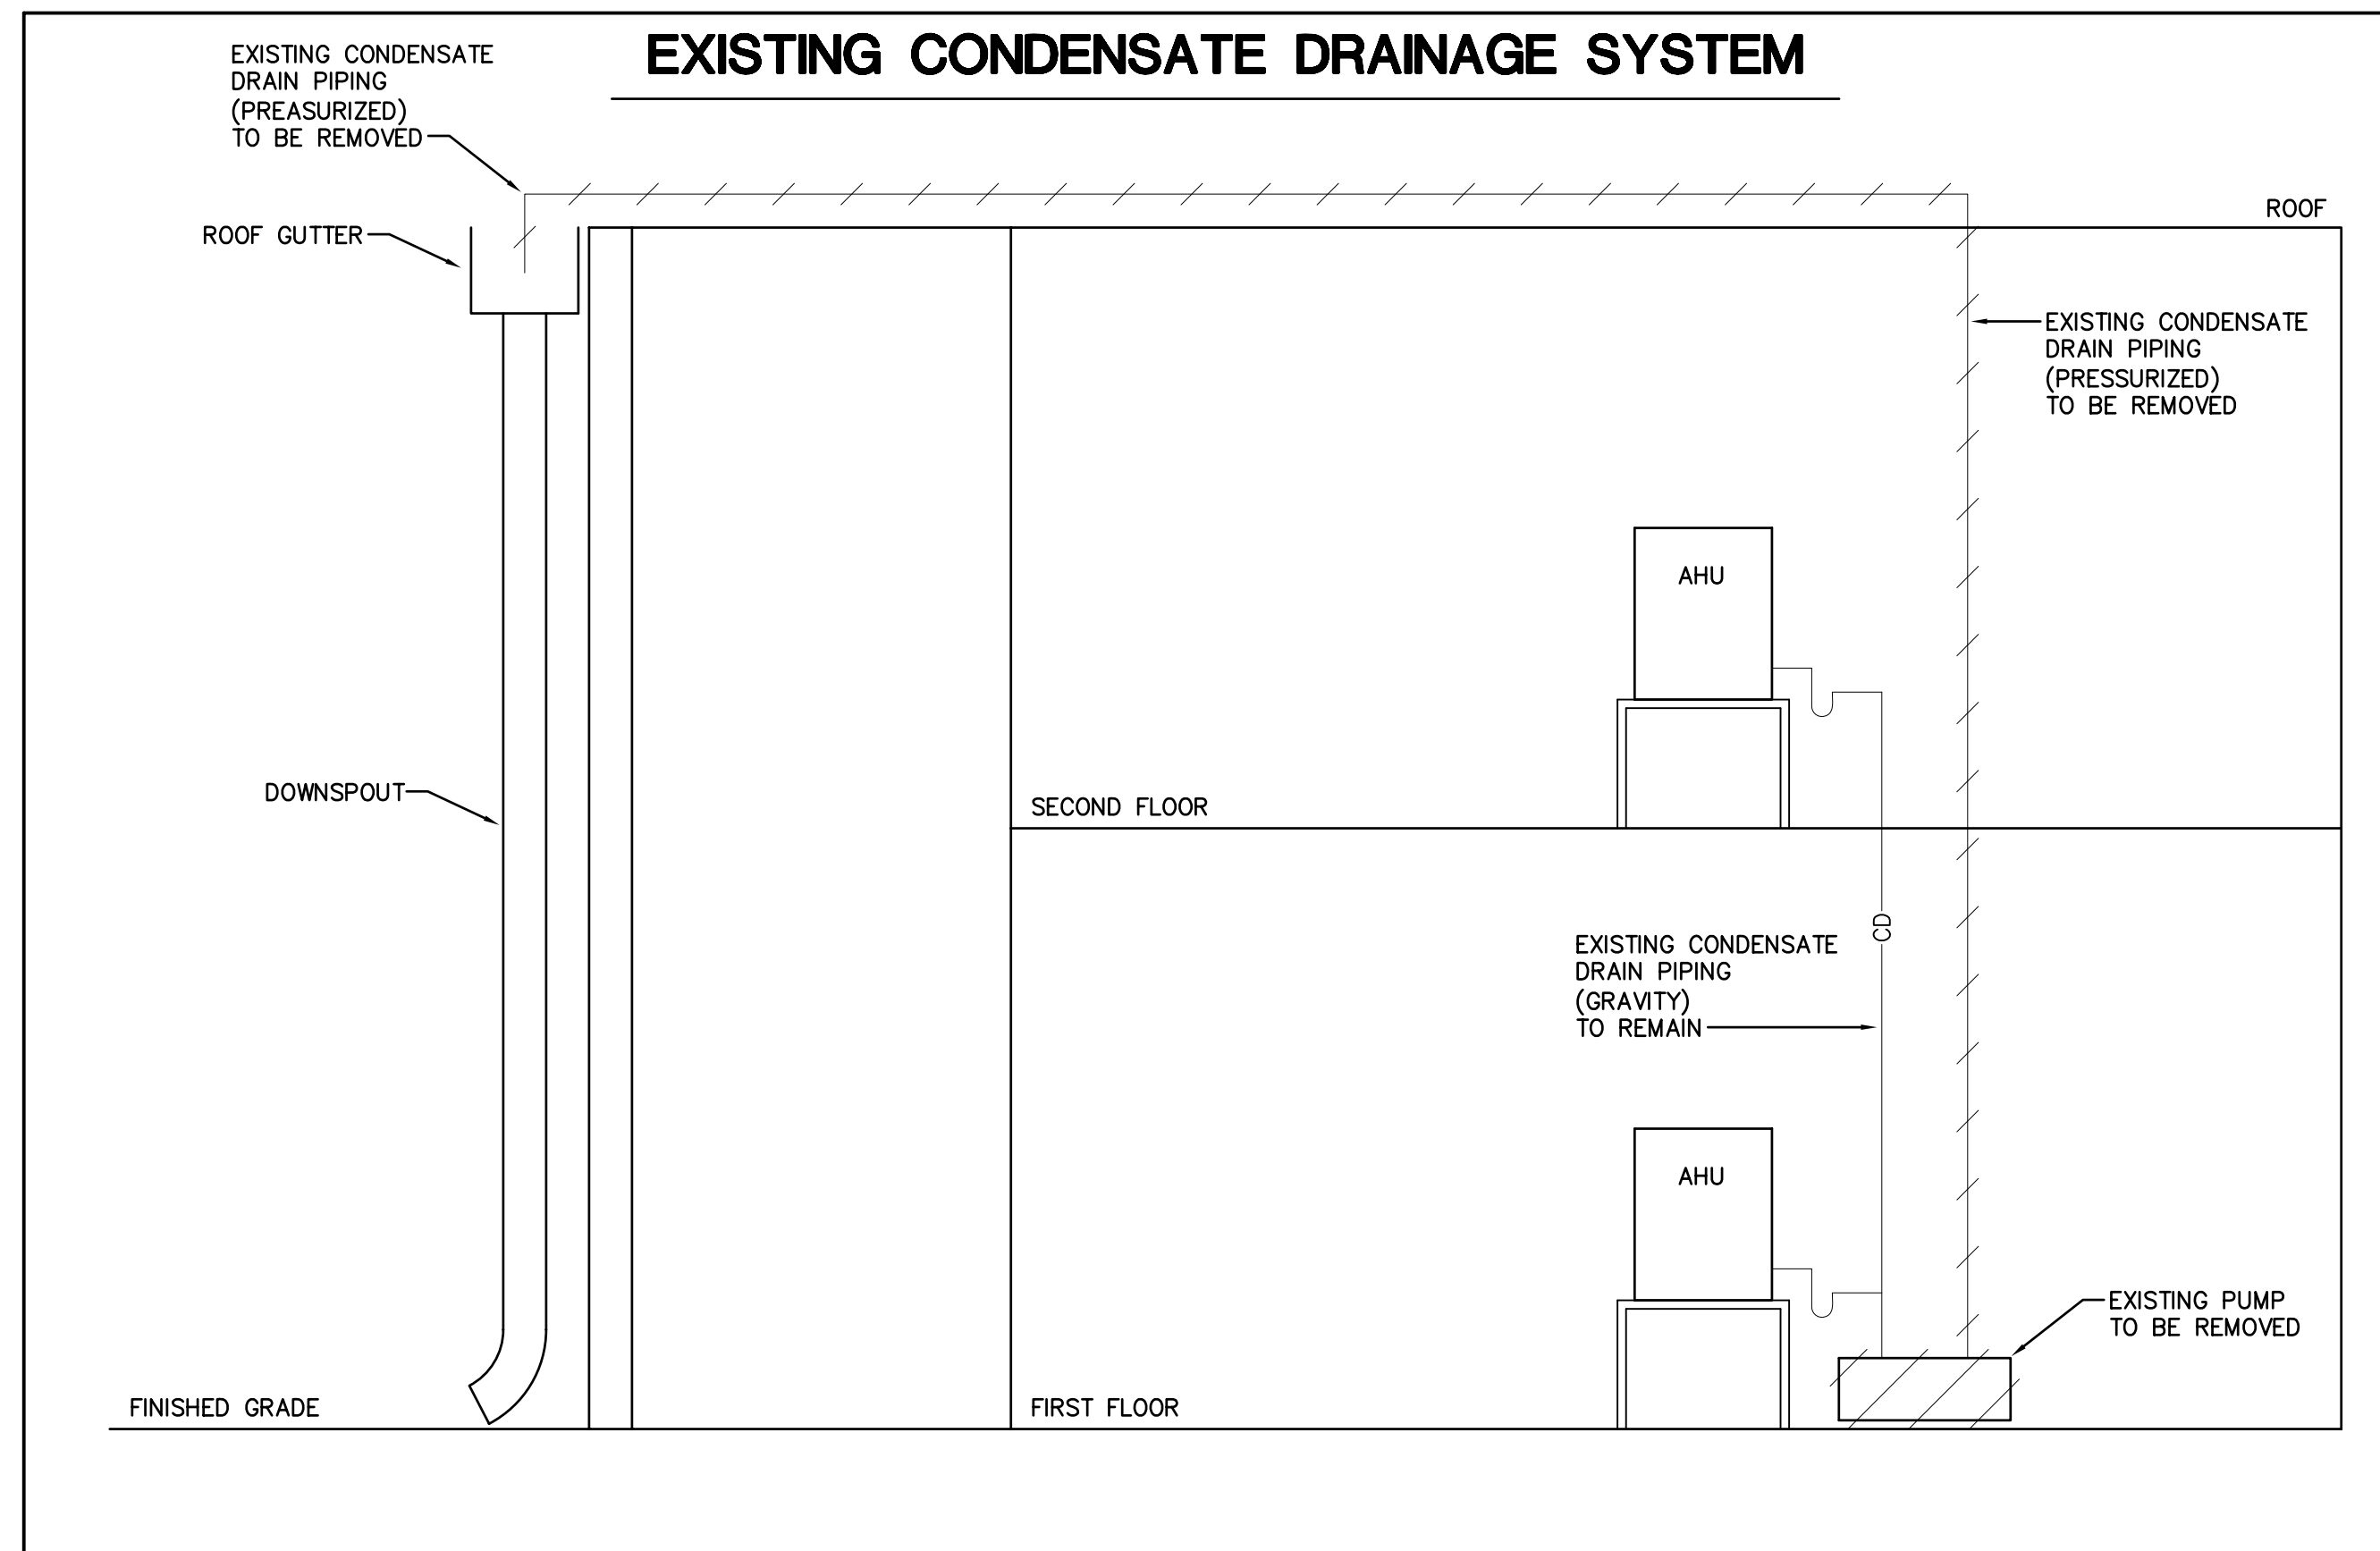 EXISTING CONDENSATE DRAINAGE SYSTEM
EXISTING CONDENSATE
DRAIN PIPING
(PREASURIZED)
TO BE REMOVED
ROOF
ROOF GUTTER
EXISTING CONDENSATE
DRAIN PIPING
(PRESSURIZED)
TO BE REMOVED
AHU
DOWNSPOUT
SECOND FLOOR
CD
EXISTING CONDENSATE
DRAIN PIPING
(GRAVITY)
TO REMAIN
AHU
EXISTING PUMP
TO BE REMOVED
FINISHED GRADE
FIRST FLOOR